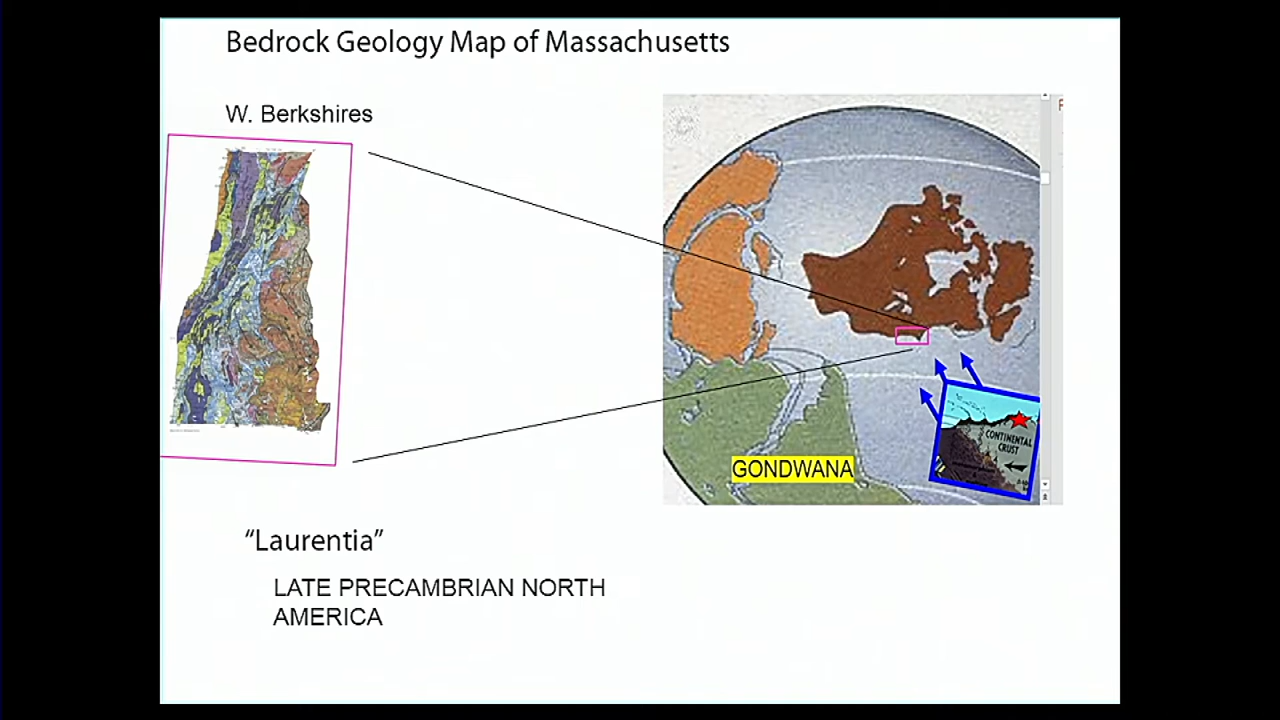 Bedrock Geology Map of Massachusetts
W. Berkshires
GONDWANA
CONTINENTAL
CRUST
“Laurentia”
LATE PRECAMBRIAN NORTH
AMERICA